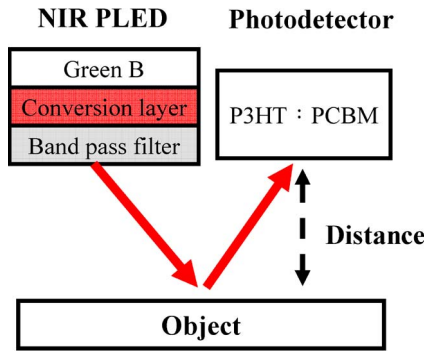 NIR PLED
Photodetector
Green B
Conversion layer
Band pass filter
P3HT : PCBM
Distance
Object